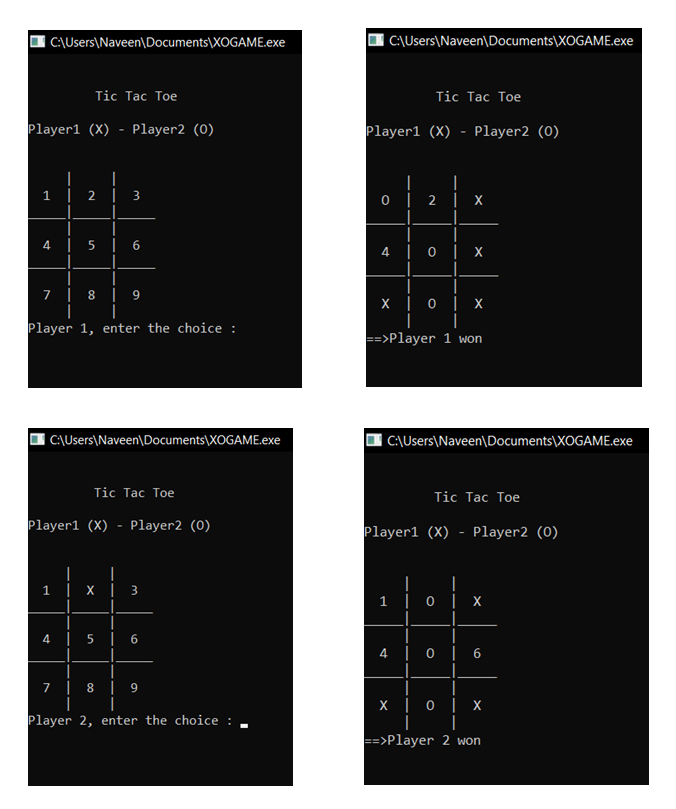 C:\Users\Naveen\Documents\XOGAME.exe
Tic Tac Toe
Player1 (X) - Player2 (O)
1 | 2 | 3
4 | 5 | 6
7 | 8 | 9
Player 1, enter the choice :
C:\Users\Naveen\Documents\XOGAME.exe
Tic Tac Toe
Player1 (X) - Player2 (O)
O | 2 | X
4 | O | X
X | O | X
==>Player 1 won
C:\Users\Naveen\Documents\XOGAME.exe
Tic Tac Toe
Player1 (X) - Player2 (O)
1 | X | 3
4 | 5 | 6
7 | 8 | 9
Player 2, enter the choice :
C:\Users\Naveen\Documents\XOGAME.exe
Tic Tac Toe
Player1 (X) - Player2 (O)
1 | O | X
4 | O | 6
X | O | X
==>Player 2 won